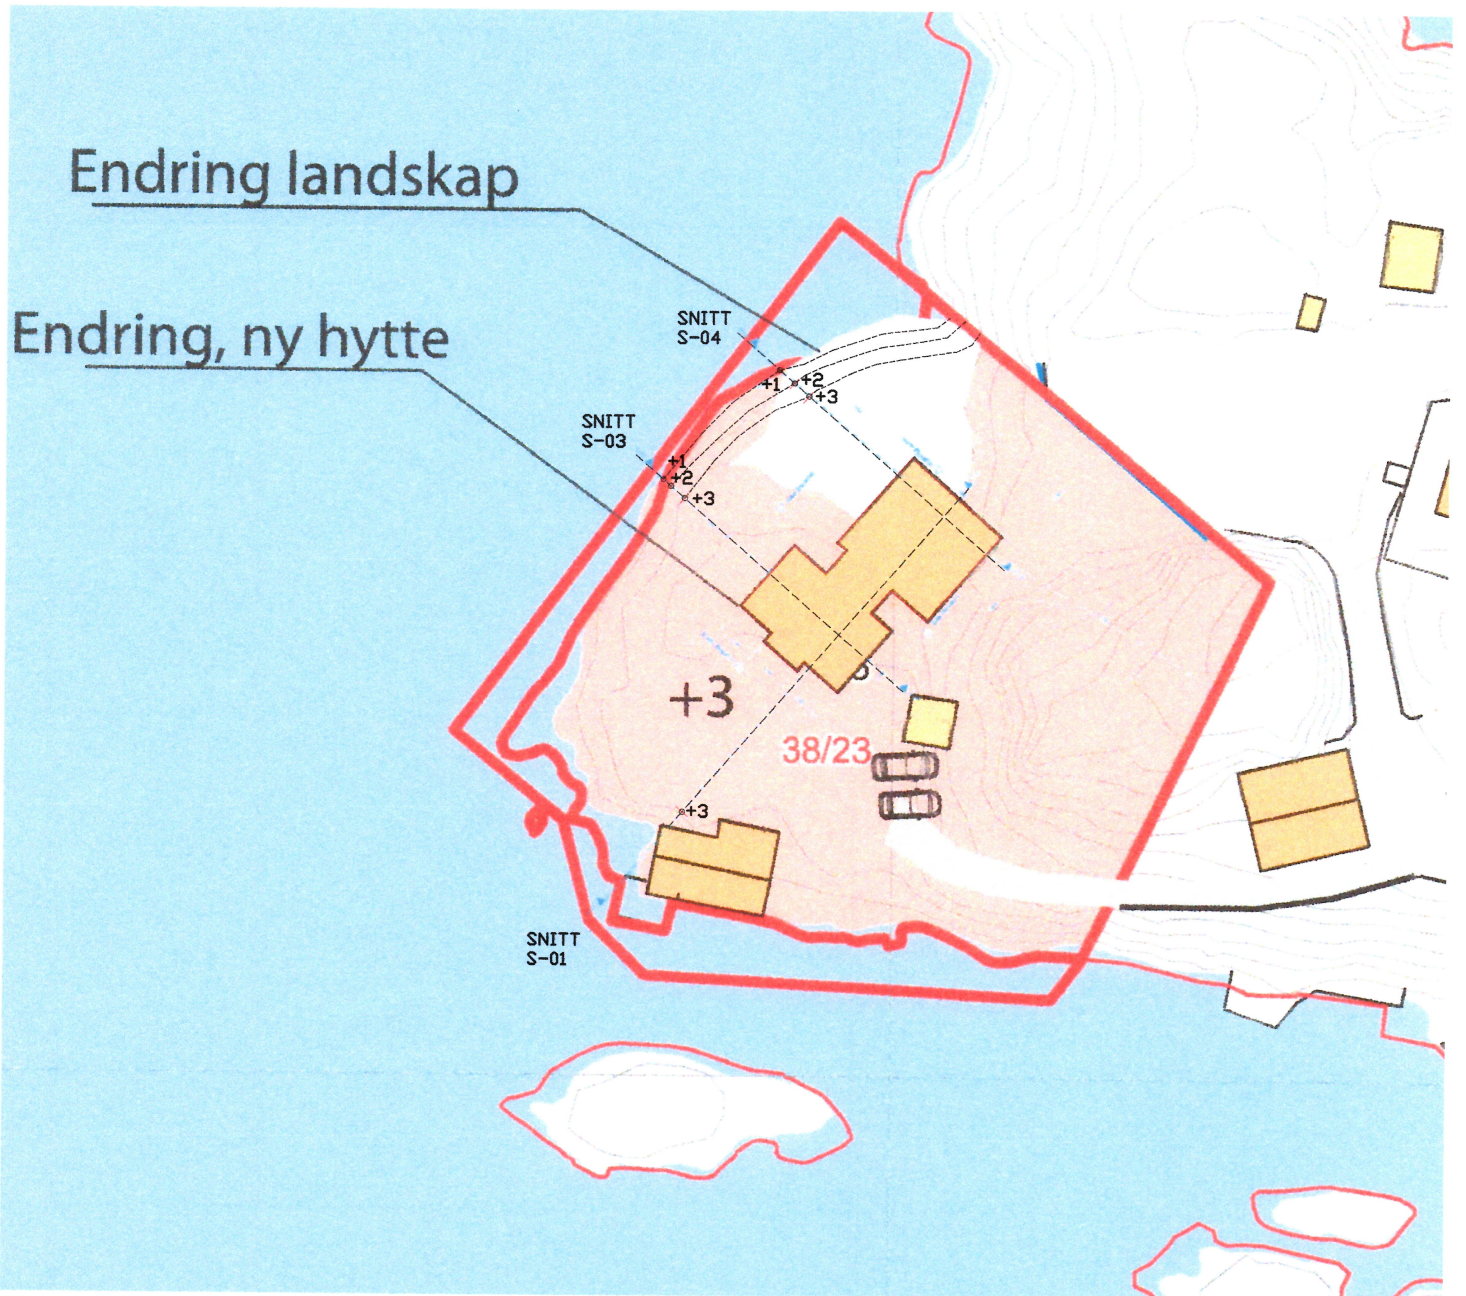 Endring landskap
Endring, ny hytte
SNITT
S-04
+1
+2
+3
SNITT
S-03
+1
+2
+3
+3
38/23
+3
SNITT
S-01